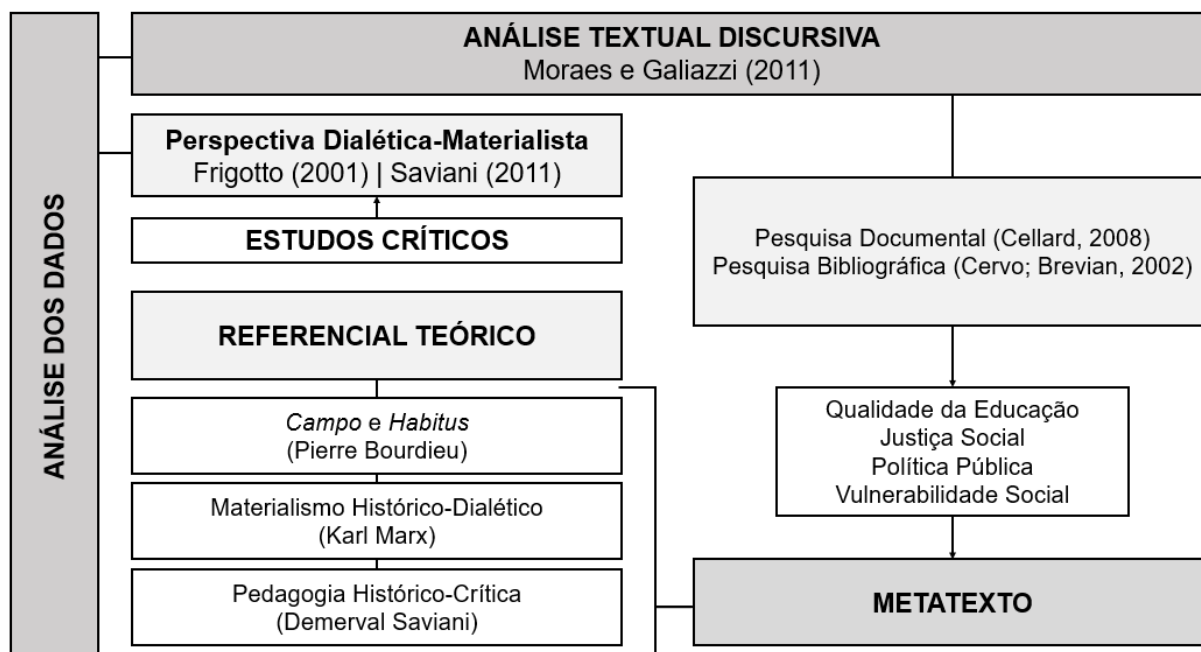 ANÁLISE DOS DADOS
ANÁLISE TEXTUAL DISCURSIVA
Moraes e Galiazzi (2011)
Perspectiva Dialética-Materialista
Frigotto (2001) | Saviani (2011)
ESTUDOS CRÍTICOS
REFERENCIAL TEÓRICO
Campo e Habitus
(Pierre Bourdieu)
Materialismo Histórico-Dialético
(Karl Marx)
Pedagogia Histórico-Crítica
(Demerval Saviani)
Pesquisa Documental (Cellard, 2008)
Pesquisa Bibliográfica (Cervo; Brevian, 2002)
Qualidade da Educação
Justiça Social
Política Pública
Vulnerabilidade Social
METATEXTO